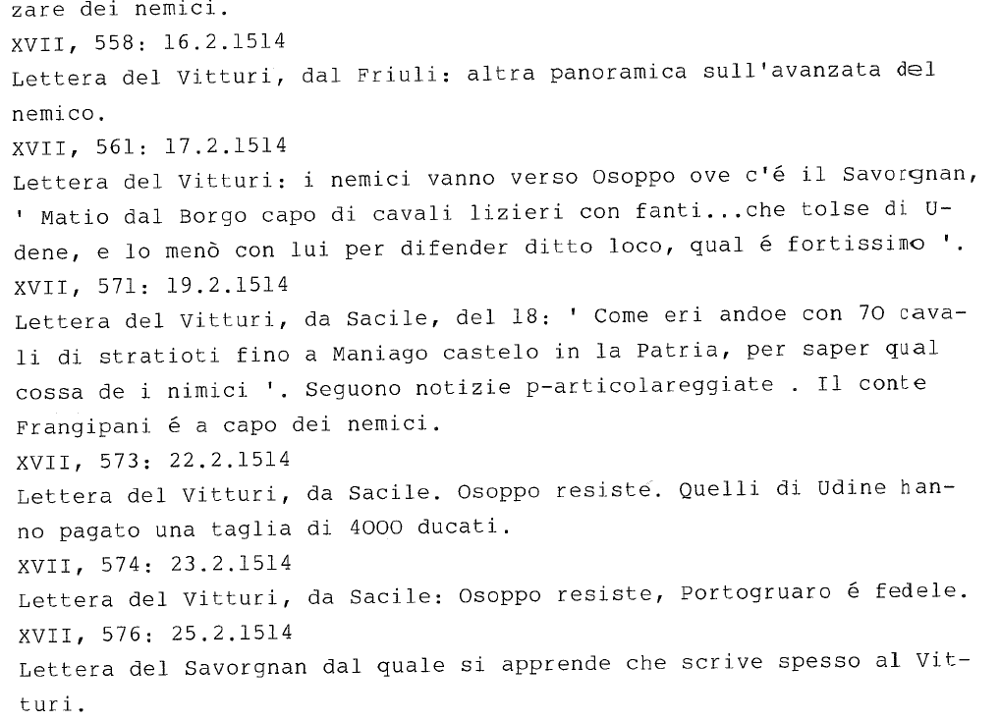 zare dei nemici.
XVII, 558: 16.2.1514
Lettera del Vitturi, dal Friuli: altra panoramica sull'avanzata del
nemico.
XVII, 561: 17.2.1514
Lettera del Vitturi: i nemici vanno verso Osoppo ove c'é il Savorgnan,
' Matio dal Borgo capo di cavali lizieri con fanti...che tolse di U-
dene, e lo menò con lui per difender ditto loco, qual é fortissimo '.
XVII, 571: 19.2.1514
Lettera del Vitturi, da Sacile, del 18: ' Come eri andoe con 70 cava-
li di stratioti fino a Maniago castelo in la Patria, per saper qual
cossa de i nimici '. Seguono notizie p-articolareggiate . Il conte
Frangipani é a capo dei nemici.
XVII, 573: 22.2.1514
Lettera del Vitturi, da Sacile. Osoppo resiste. Quelli di Udine han-
no pagato una taglia di 4000 ducati.
XVII, 574: 23.2.1514
Lettera del Vitturi, da Sacile: Osoppo resiste, Portogruaro é fedele.
XVII, 576: 25.2.1514
Lettera del Savorgnan dal quale si apprende che scrive spesso al Vit-
turi.